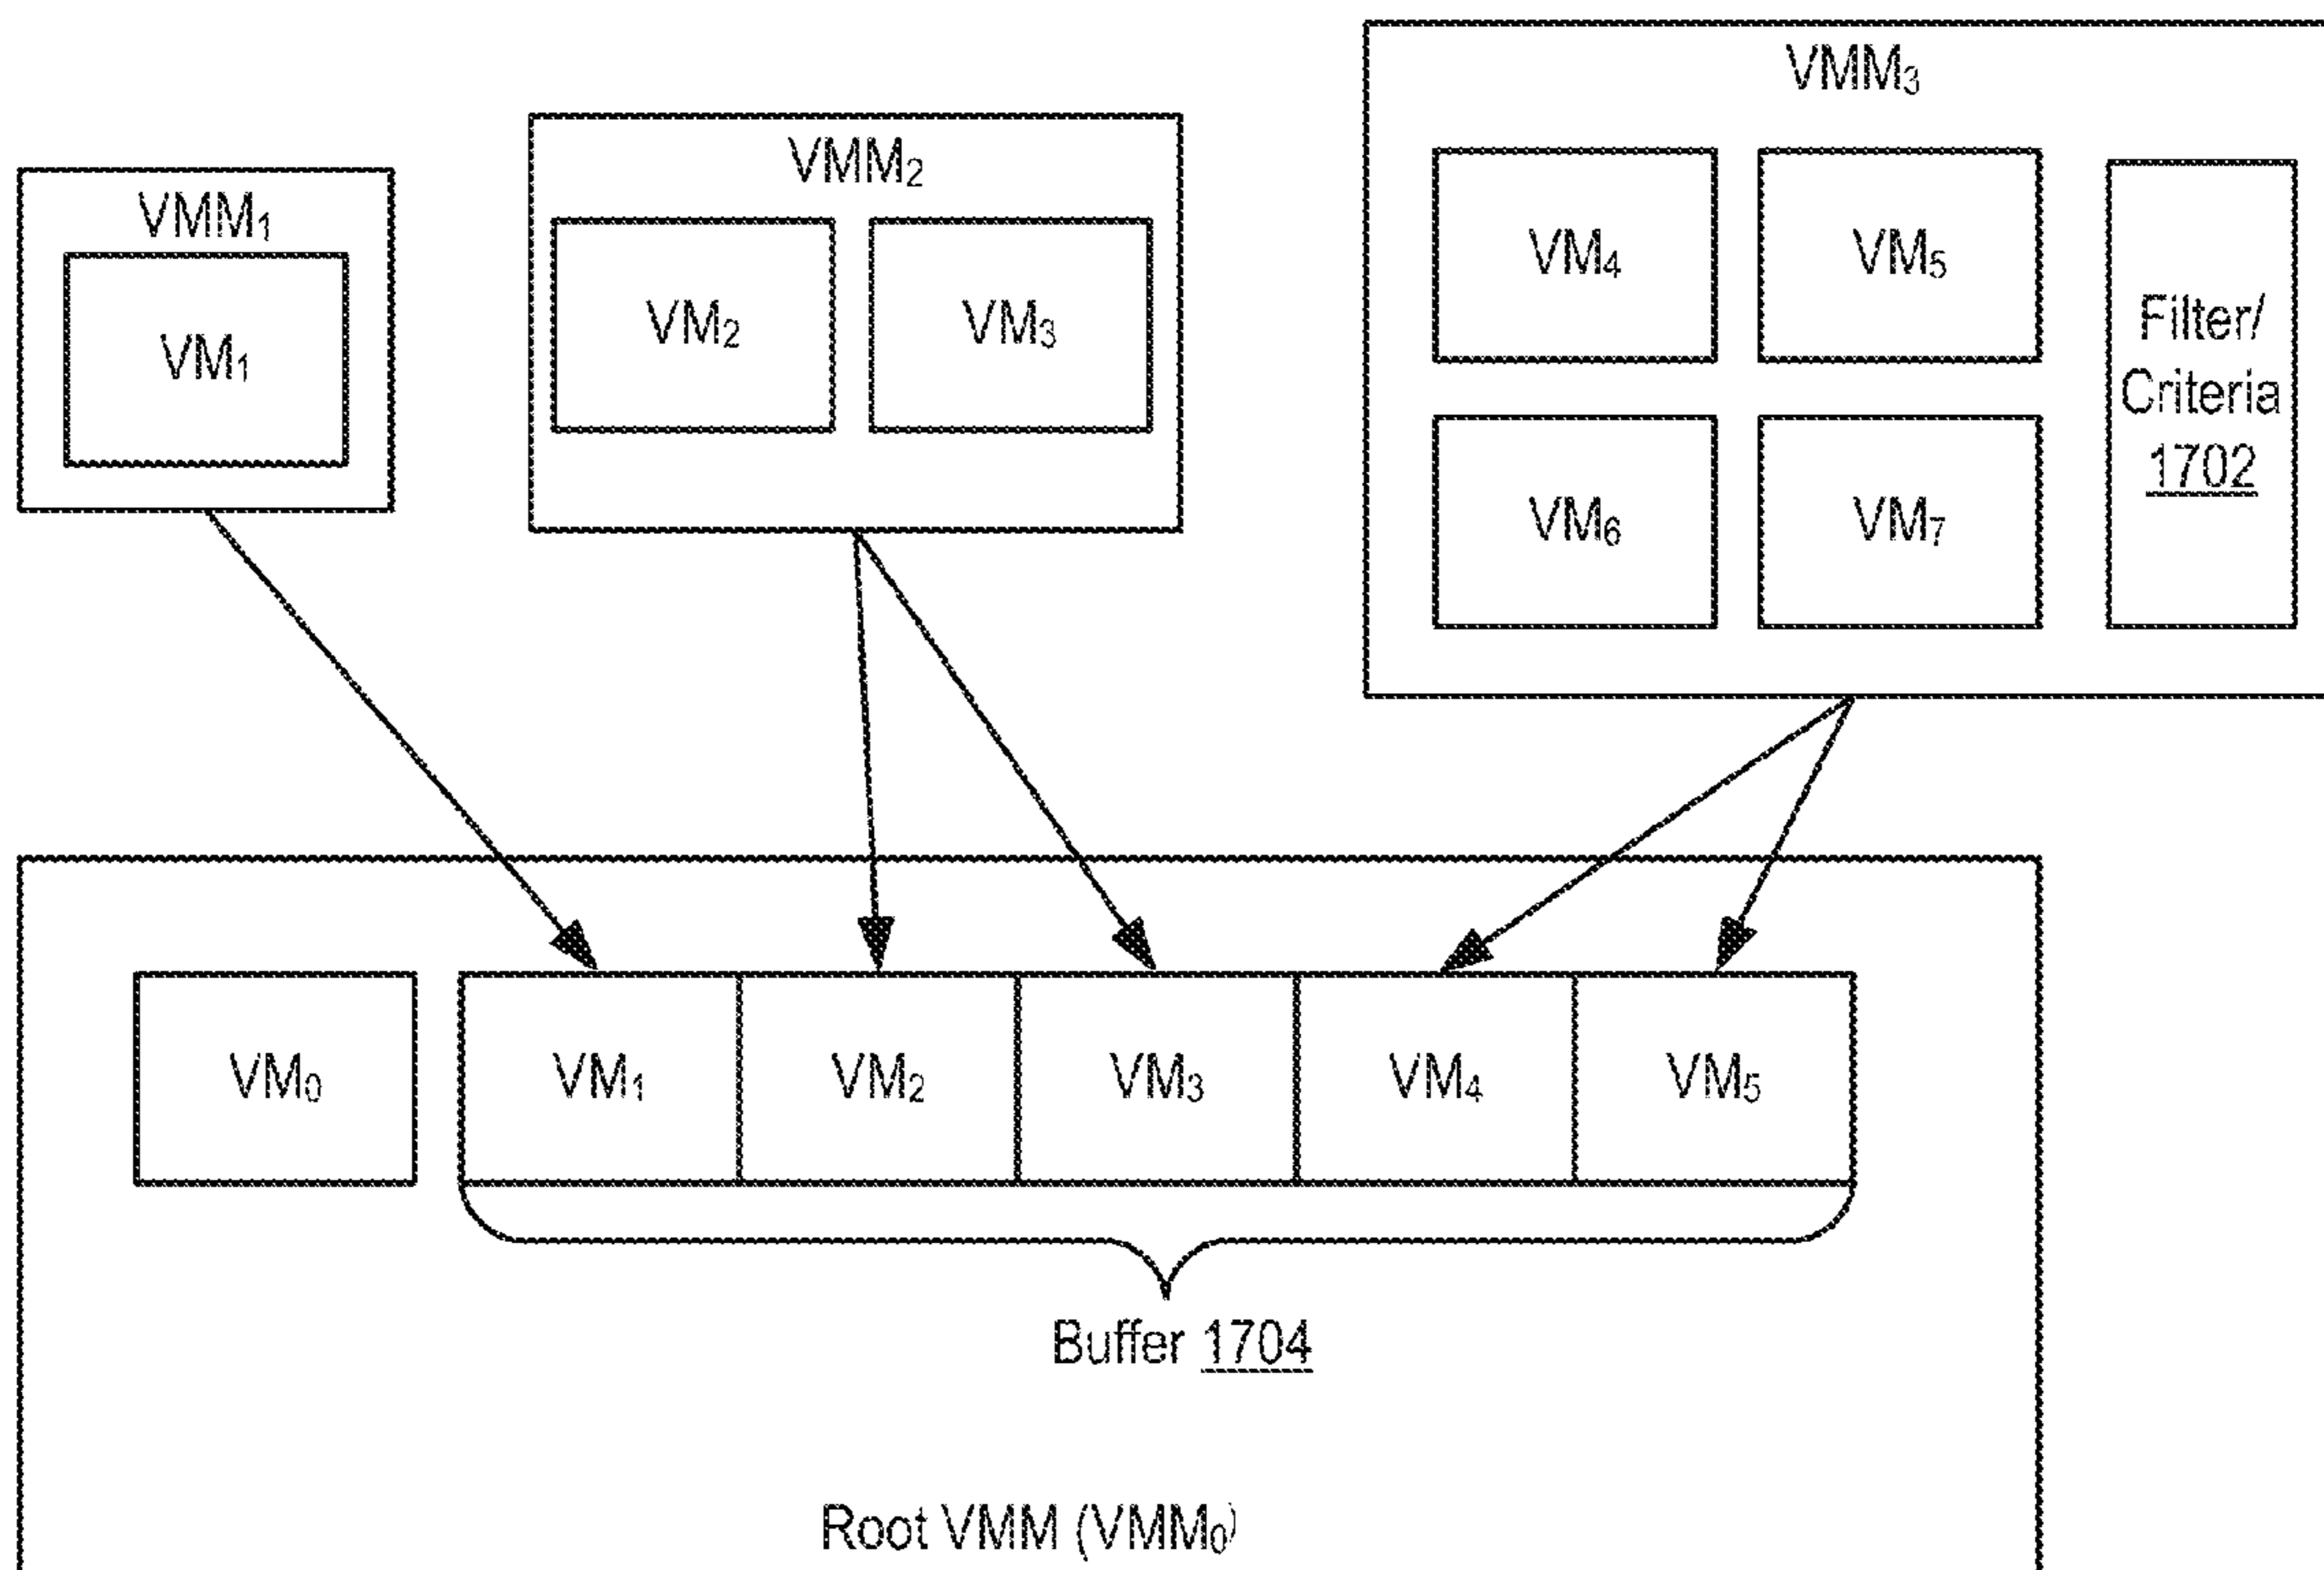 VMM₃
VMM₂
VMM₁
VM₄
VM₅
VM₂
VM₃
VM₁
Filter/
Criteria
1702
VM₆
VM₇
VM₀
VM₁
VM₂
VM₃
VM₄
VM₅
Buffer 1704
Root VMM (VMM₀)